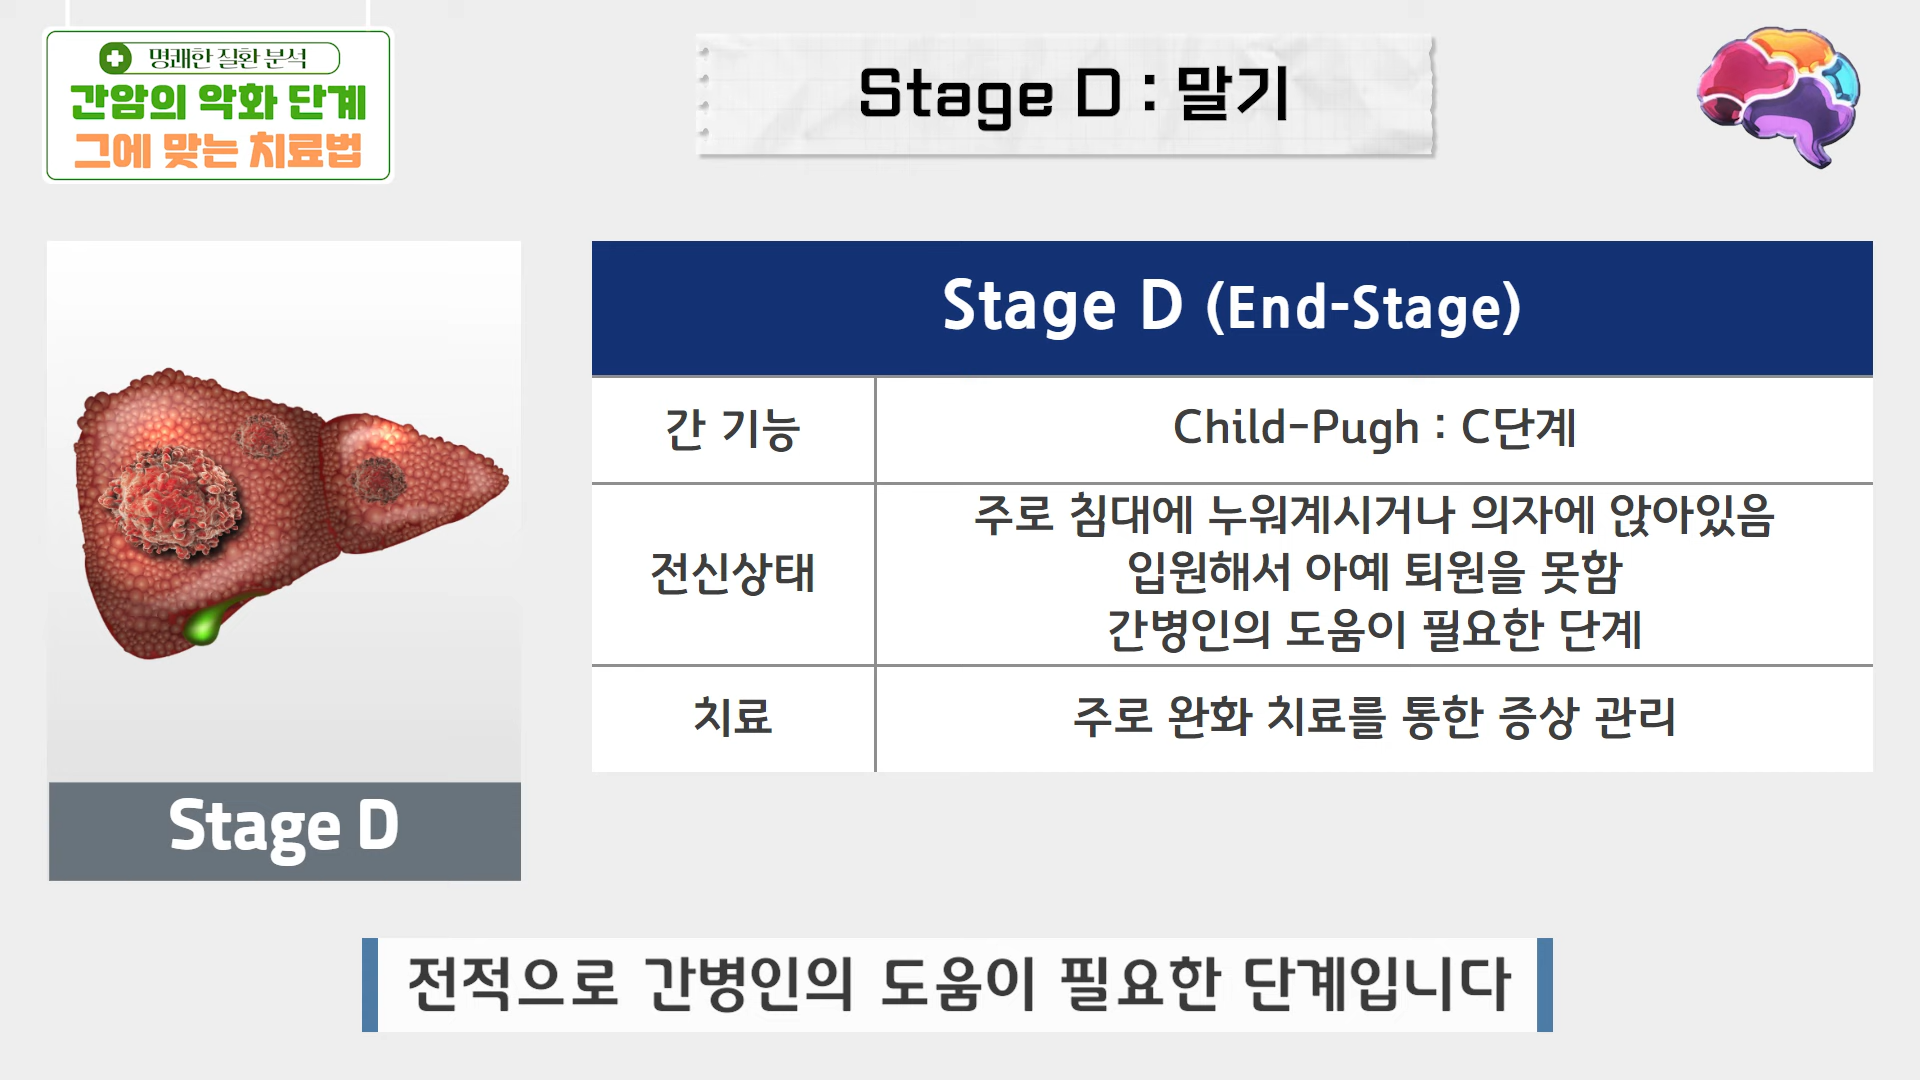 명쾌한 질환 분석
간암의 악화 단계
그에 맞는 치료법
Stage D : 말기
Stage D (End-Stage)
간 기능
Child-Pugh : C단계
전신상태
주로 침대에 누워계시거나 의자에 앉아있음
입원해서 아예 퇴원을 못함
간병인의 도움이 필요한 단계
치료
주로 완화 치료를 통한 증상 관리
Stage D
전적으로 간병인의 도움이 필요한 단계입니다